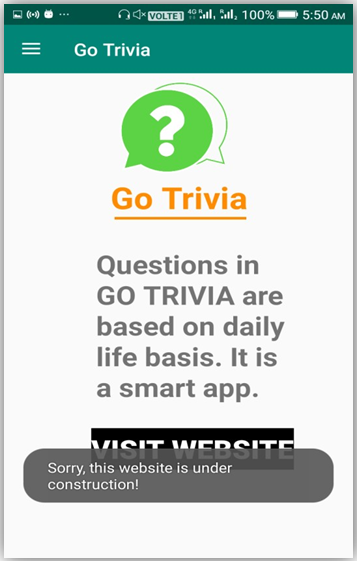 VOLTE1 4G R R 2 100% 5:50 AM
Go Trivia
?
Go Trivia
Questions in
GO TRIVIA are
based on daily
life basis. It is
a smart app.
VISIT WEBSITE
Sorry, this website is under
construction!